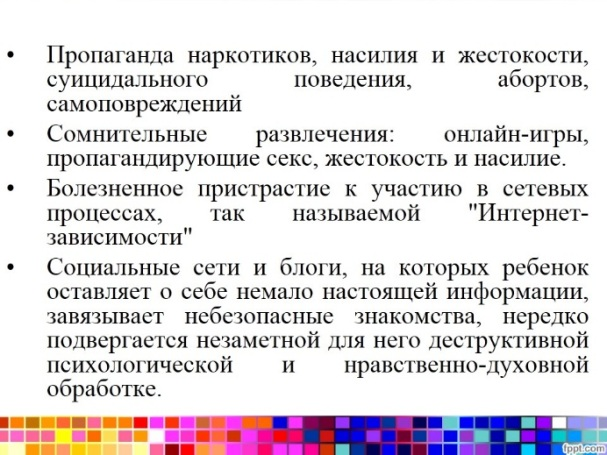 • Пропаганда наркотиков, насилия и жестокости,
суицидального поведения, абортов,
самоповреждений
• Сомнительные развлечения: онлайн-игры,
пропагандирующие секс, жестокость и насилие.
• Болезненное пристрастие к участию в сетевых
процессах, так называемой "Интернет-
зависимости"
• Социальные сети и блоги, на которых ребенок
оставляет о себе немало настоящей информации,
завязывает небезопасные знакомства, нередко
подвергается незаметной для него деструктивной
психологической и нравственно-духовной
обработке.
fppt.com